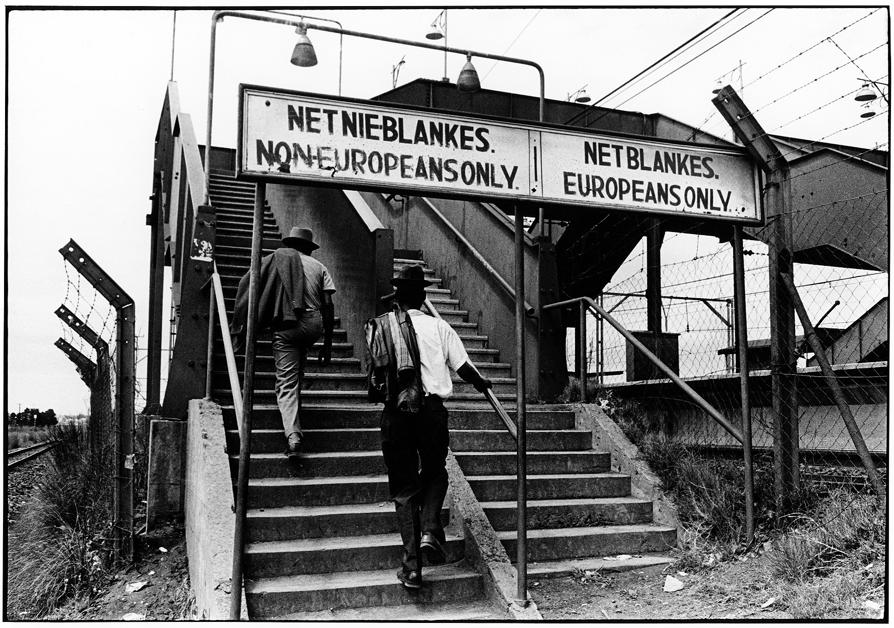 NET NIE-BLANKES.
NON-EUROPEANS ONLY.
NET BLANKES.
EUROPEANS ONLY.